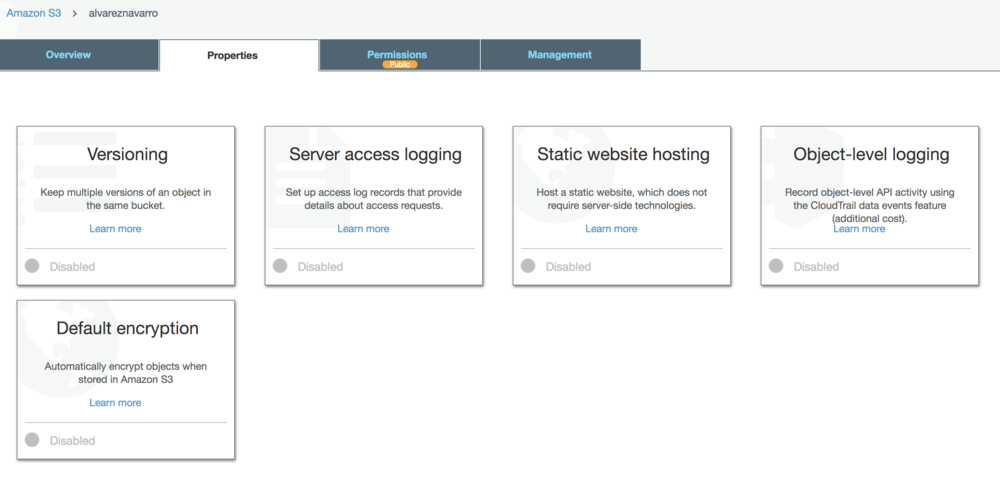 Amazon S3 > alvareznavarro
Overview
Properties
Permissions
Public
Management
Versioning
Keep multiple versions of an object in
the same bucket.
Learn more
Disabled
Server access logging
Set up access log records that provide
details about access requests.
Learn more
Disabled
Static website hosting
Host a static website, which does not
require server-side technologies.
Learn more
Disabled
Object-level logging
Record object-level API activity using
the CloudTrail data events feature
(additional cost).
Learn more
Disabled
Default encryption
Automatically encrypt objects when
stored in Amazon S3
Learn more
Disabled